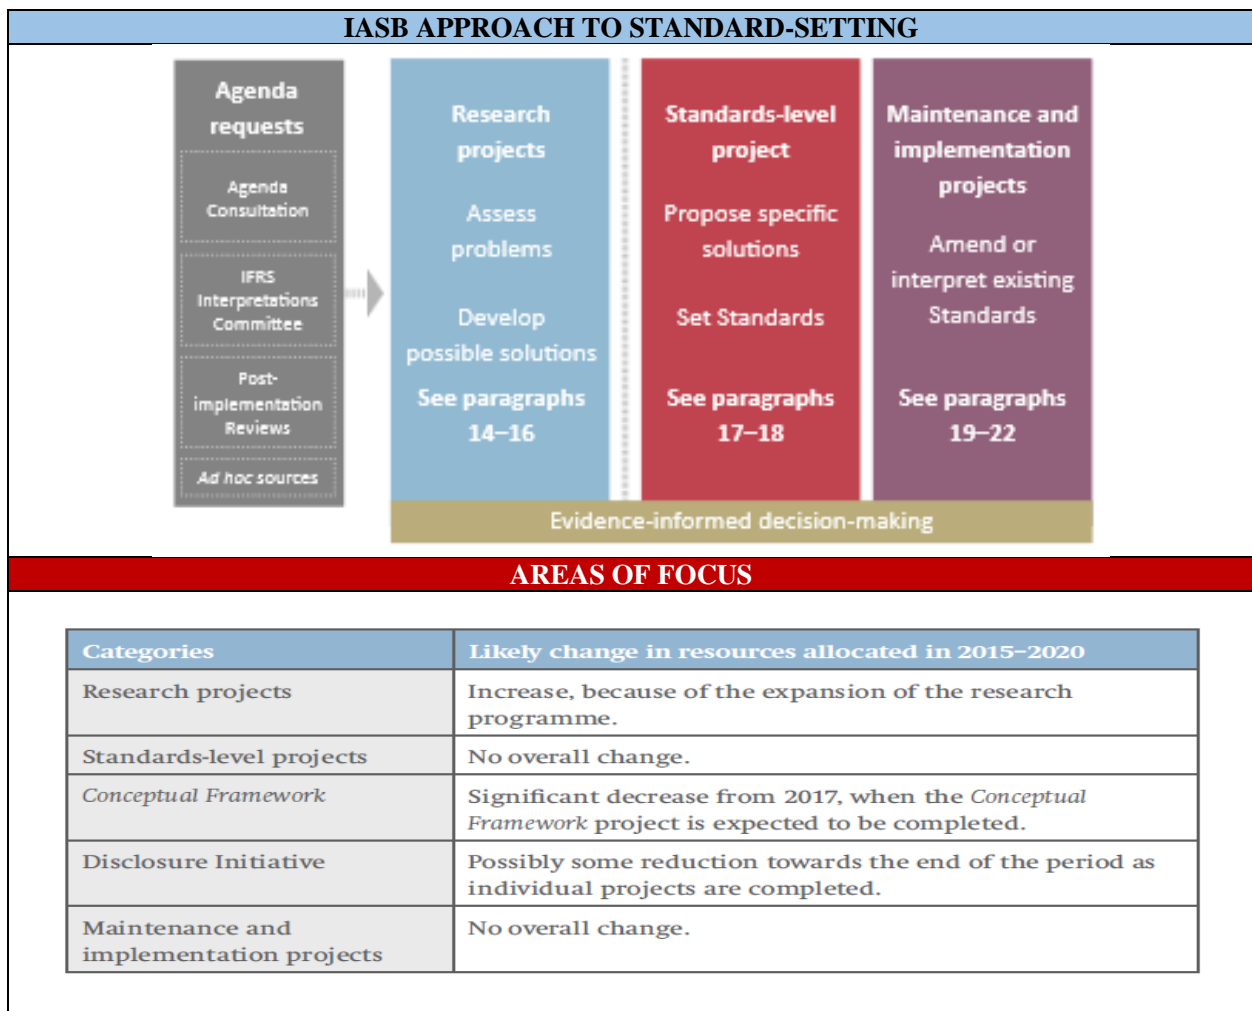 IASB APPROACH TO STANDARD-SETTING
Agenda
requests
Agenda
Consultation
IFRS
Interpretations
Committee
Post-
implementation
Reviews
Ad hoc sources
Research
projects
Assess
problems
Develop
possible solutions
See paragraphs
14–16
Standards-level
project
Propose specific
solutions
Set Standards
See paragraphs
17–18
Maintenance and
implementation
projects
Amend or
interpret existing
Standards
See paragraphs
19–22
Evidence-informed decision-making
AREAS OF FOCUS
Categories
Likely change in resources allocated in 2015–2020
Research projects
Increase, because of the expansion of the research
programme.
Standards-level projects
No overall change.
Conceptual Framework
Significant decrease from 2017, when the Conceptual
Framework project is expected to be completed.
Disclosure Initiative
Possibly some reduction towards the end of the period as
individual projects are completed.
Maintenance and
implementation projects
No overall change.